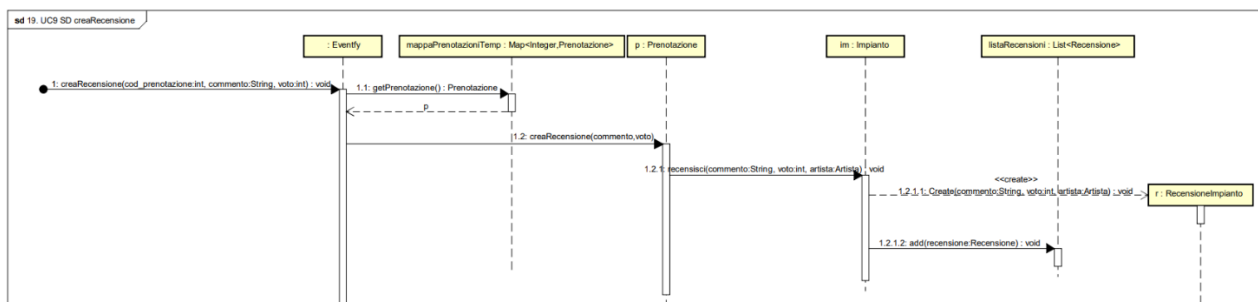 sd 19. UC9 SD creaRecensione
: Eventfy
mappaPrenotazioniTemp : Map<Integer,Prenotazione>
p : Prenotazione
im : Impianto
listaRecensioni : List<Recensione>
1: creaRecensione(cod_prenotazione:int, commento:String, voto:int) : void
1.1: getPrenotazione() : Prenotazione
p
1.2: creaRecensione(commento,voto)
1.2.1: recensisci(commento:String, voto:int, artista:Artista) : void
<<create>>
1.2.1.1: Create(commento:String, voto:int, artista:Artista) : void
r : RecensioneImpianto
1.2.1.2: add(recensione:Recensione) : void